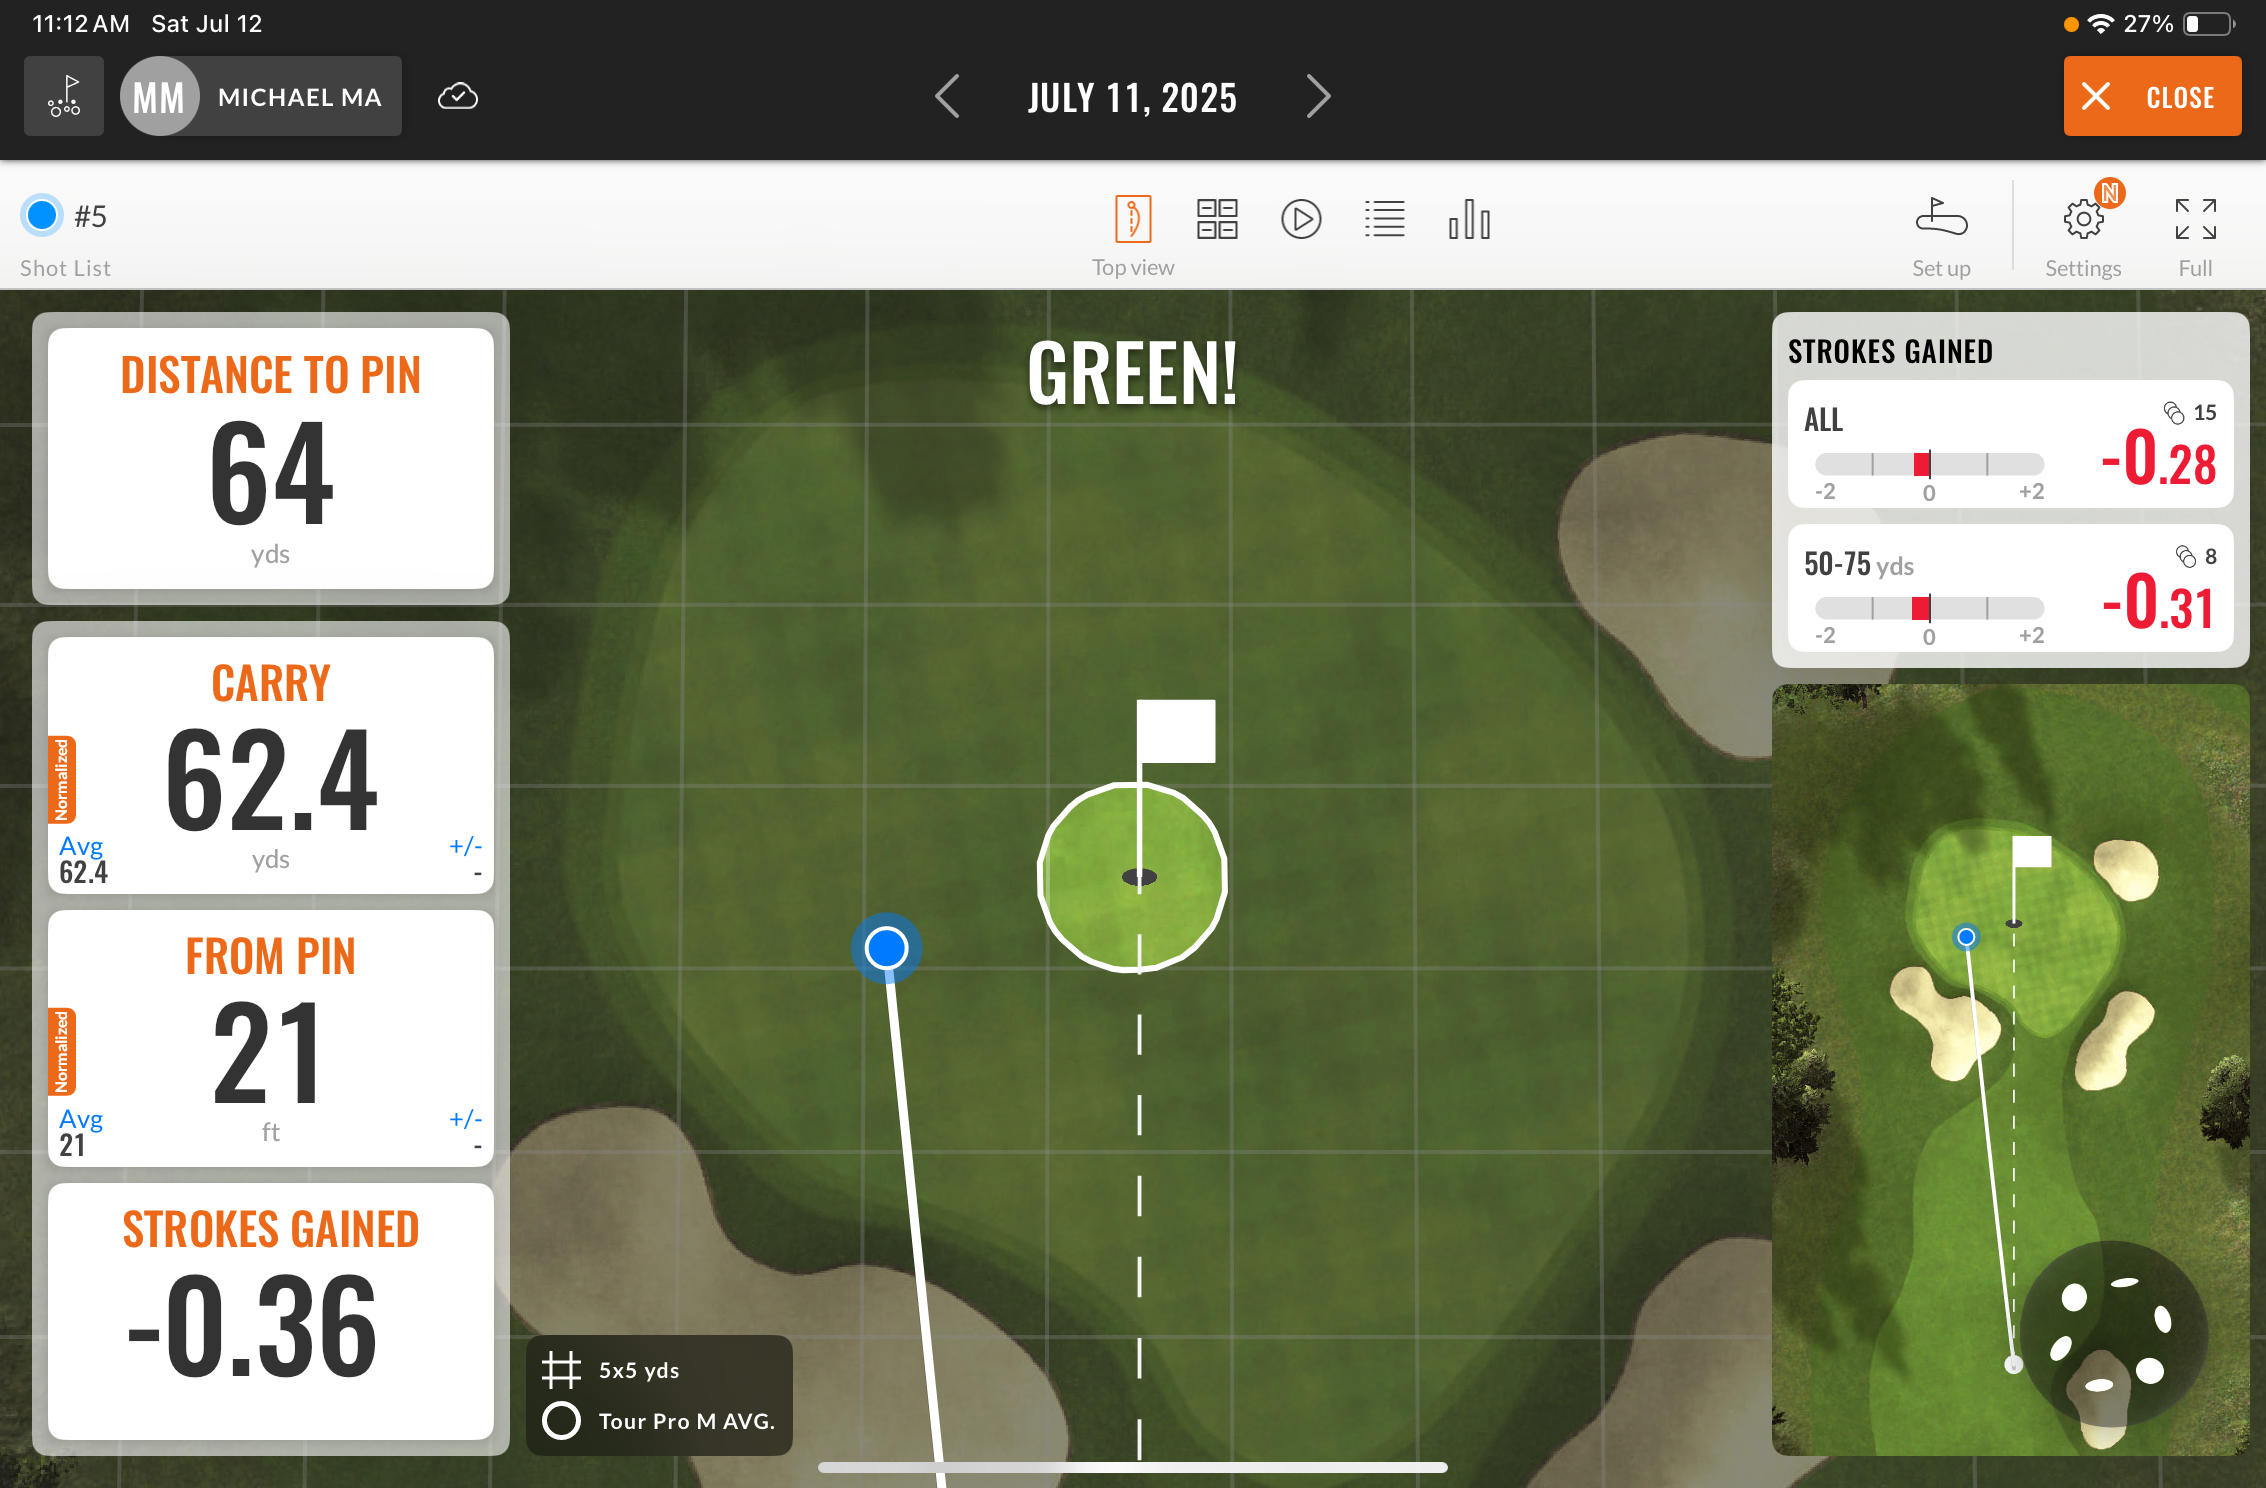 11:12 AM Sat Jul 12
27%
MM MICHAEL MA
JULY 11, 2025
CLOSE
#5
Shot List
Top view
Set up
N
Settings
Full
GREEN!
DISTANCE TO PIN
64
yds
CARRY
62.4
yds
Normalized
Avg
62.4
+/-
-
FROM PIN
21
ft
Normalized
Avg
21
+/-
-
STROKES GAINED
-0.36
5x5 yds
Tour Pro M AVG.
STROKES GAINED
ALL
15
-0.28
-2 0 +2
50-75 yds
8
-0.31
-2 0 +2